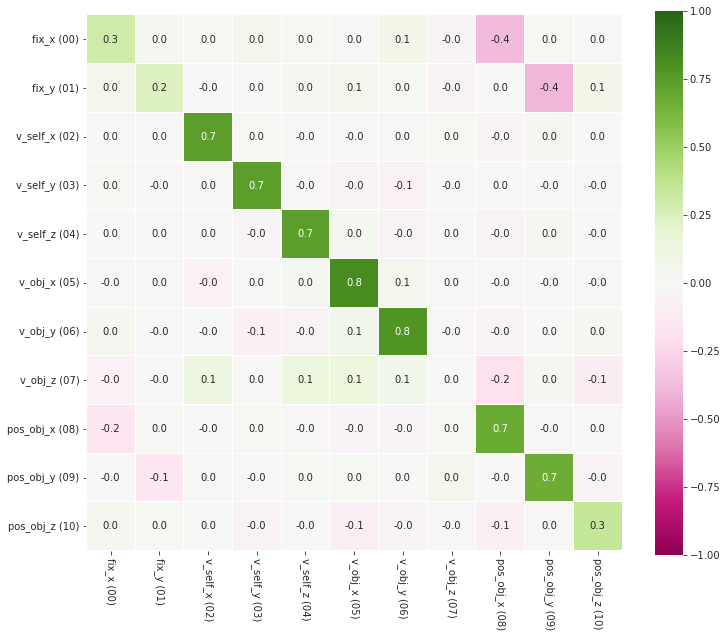 fix_x (00) 0.3 0.0 0.0 0.0 0.0 0.0 0.1 -0.0 -0.4 0.0 0.0
fix_y (01) 0.0 0.2 -0.0 0.0 0.0 0.1 0.0 -0.0 0.0 -0.4 0.1
v_self_x (02) 0.0 0.0 0.7 0.0 -0.0 -0.0 0.0 0.0 -0.0 0.0 -0.0
v_self_y (03) 0.0 -0.0 0.0 0.7 -0.0 -0.0 -0.1 -0.0 0.0 -0.0 -0.0
v_self_z (04) 0.0 0.0 0.0 -0.0 0.7 0.0 -0.0 0.0 -0.0 0.0 -0.0
v_obj_x (05) -0.0 0.0 -0.0 0.0 0.0 0.8 0.1 0.0 -0.0 -0.0 -0.0
v_obj_y (06) 0.0 -0.0 -0.0 -0.1 -0.0 0.1 0.8 -0.0 -0.0 0.0 0.0
v_obj_z (07) -0.0 -0.0 0.1 0.0 0.1 0.1 0.1 0.0 -0.2 0.0 -0.1
pos_obj_x (08) -0.2 0.0 -0.0 0.0 -0.0 -0.0 -0.0 0.0 0.7 -0.0 0.0
pos_obj_y (09) -0.0 -0.1 0.0 -0.0 0.0 0.0 0.0 0.0 -0.0 0.7 -0.0
pos_obj_z (10) 0.0 0.0 0.0 -0.0 -0.0 -0.1 -0.0 -0.0 -0.1 0.0 0.3
fix_x (00)
fix_y (01)
v_self_x (02)
v_self_y (03)
v_self_z (04)
v_obj_x (05)
v_obj_y (06)
v_obj_z (07)
pos_obj_x (08)
pos_obj_y (09)
pos_obj_z (10)
1.00
0.75
0.50
0.25
0.00
−0.25
−0.50
−0.75
−1.00